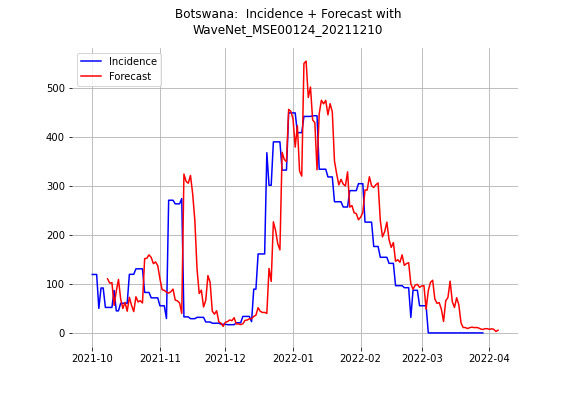 Botswana:  Incidence + Forecast with
WaveNet_MSE00124_20211210
Incidence
Forecast
500
400
300
200
100
0
2021-10 2021-11 2021-12 2022-01 2022-02 2022-03 2022-04